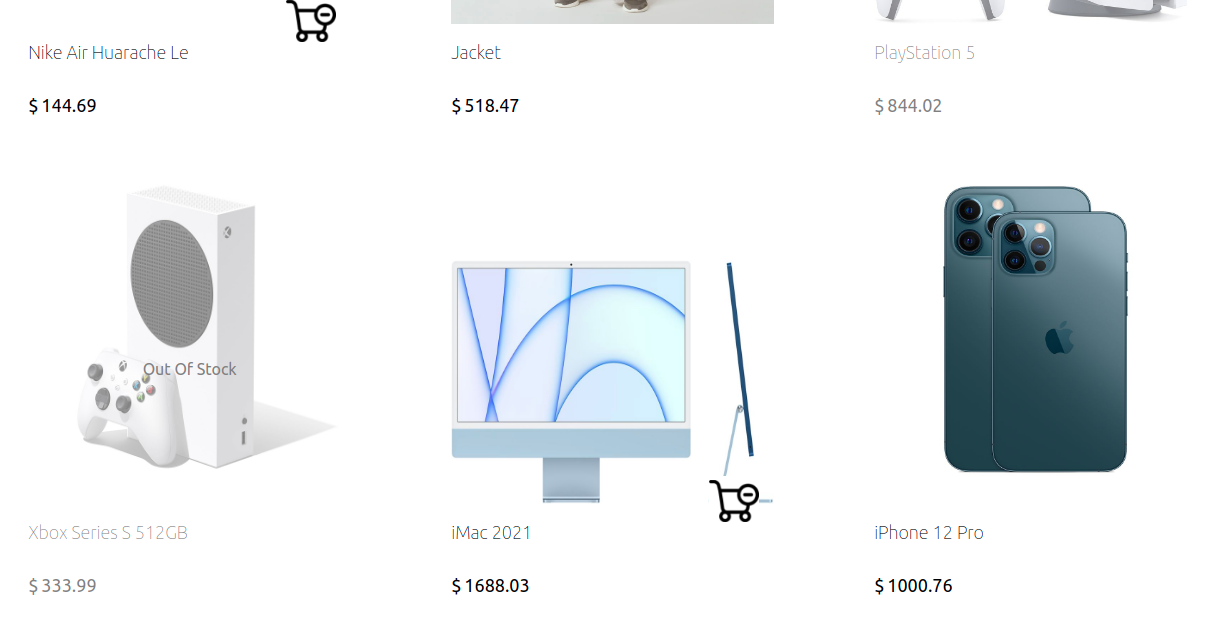 Nike Air Huarache Le
Jacket
PlayStation 5
$ 144.69
$ 518.47
$ 844.02
Out Of Stock
Xbox Series S 512GB
iMac 2021
iPhone 12 Pro
$ 333.99
$ 1688.03
$ 1000.76